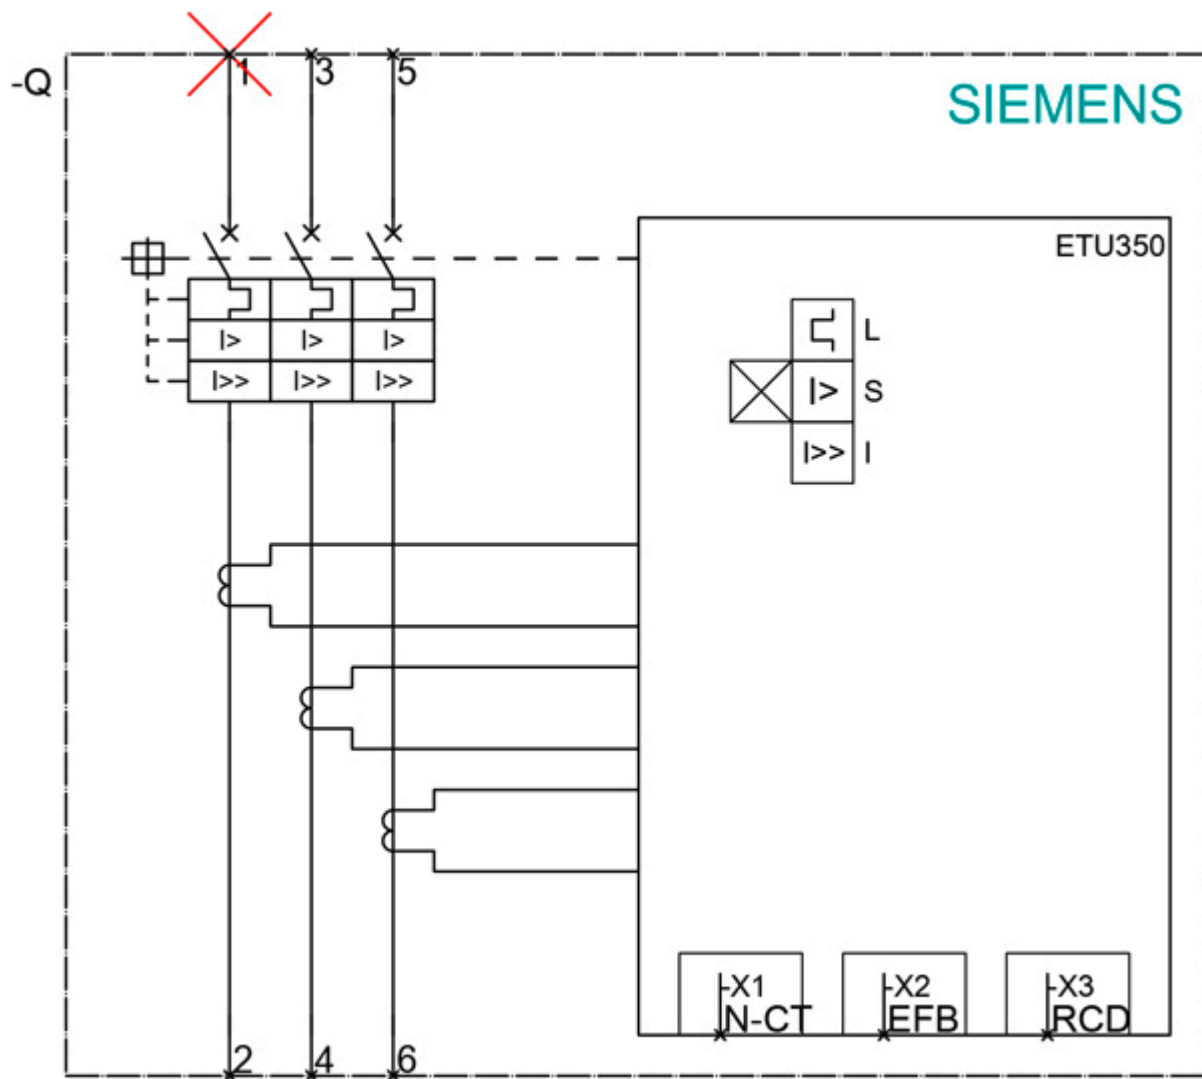 -Q
1 3 5
SIEMENS
ETU350
I> I> I>
I>> I>> I>>
L
I> S
I>> I
-X1 -X2 -X3
N-CT EFB RCD
2 4 6